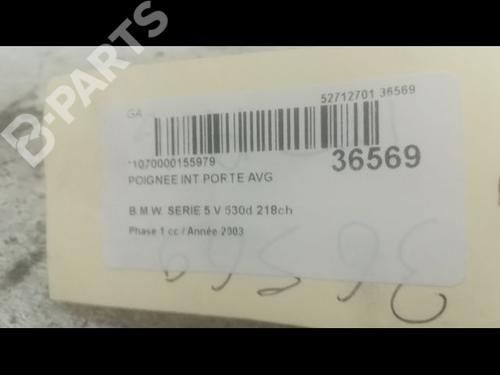 B-PARTS
GA
52712701 36569
*1070000155979
36569
POIGNEE INT PORTE AVG
B.M.W. SERIE 5 V 530d 218ch
Phase 1 cc / Année 2003
36569